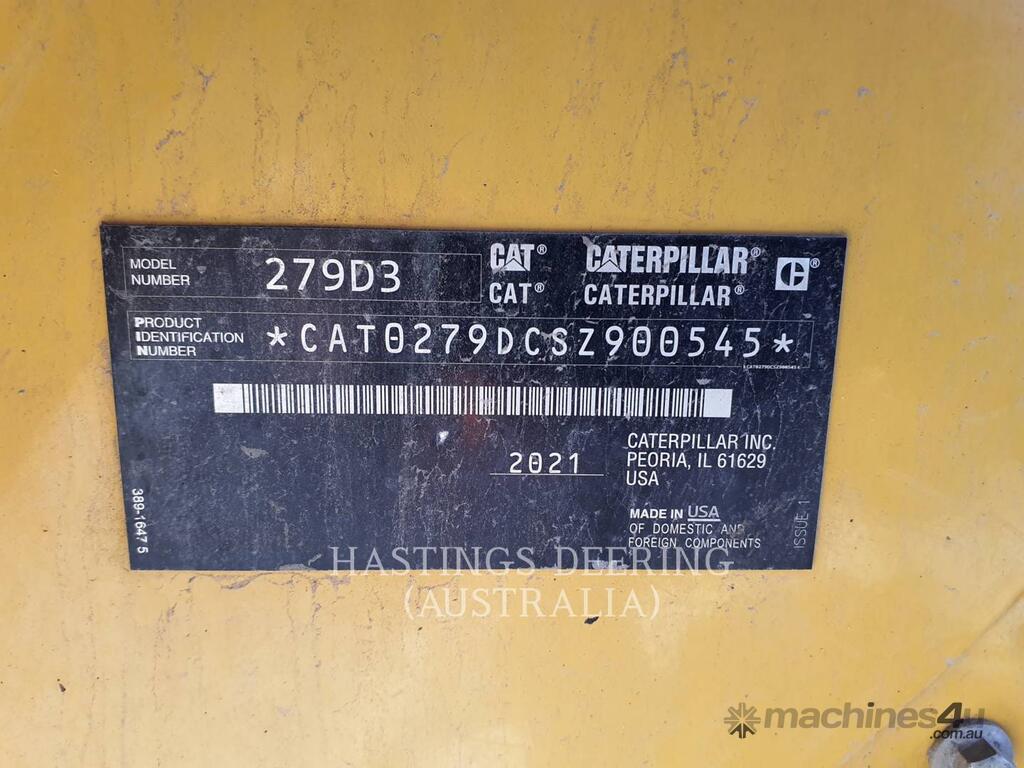 MODEL NUMBER 279D3
CAT® CATERPILLAR C®
CAT® CATERPILLAR®
PRODUCT IDENTIFICATION NUMBER *CAT0279DCSZ900545*
*CAT0279DCSZ900545*
2021
CATERPILLAR INC.
PEORIA, IL 61629
USA
MADE IN USA
OF DOMESTIC AND
FOREIGN COMPONENTS
389-1647 5
ISSUE 1
HASTINGS DEERING
(AUSTRALIA)
machines4u
.com.au